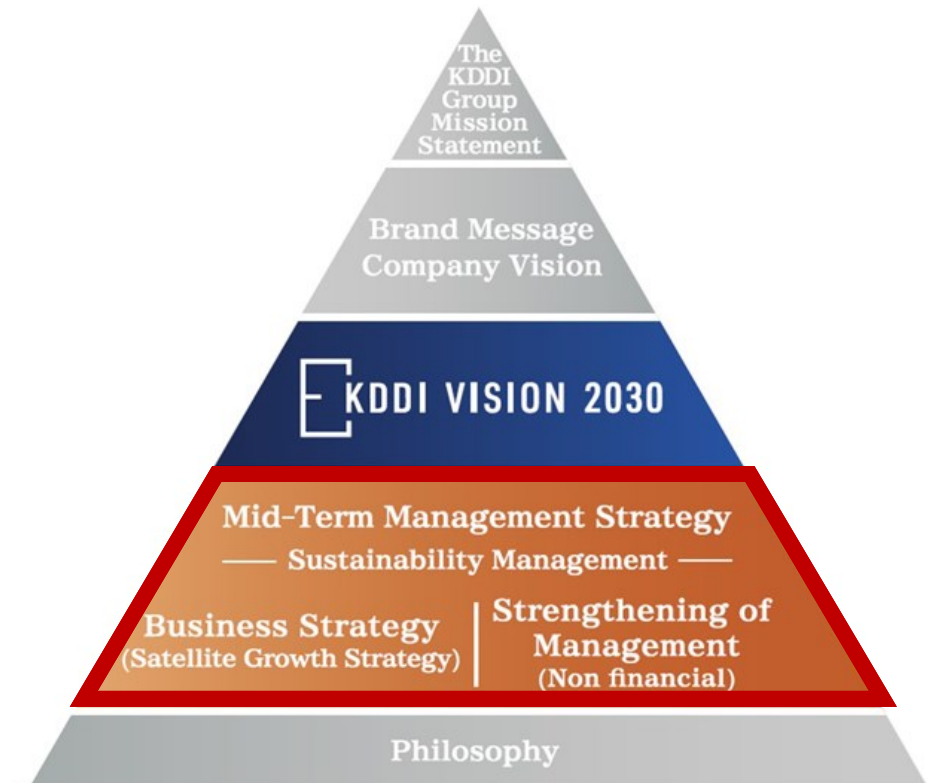 The
KDDI
Group
Mission
Statement
Brand Message
Company Vision
KDDI VISION 2030
Mid-Term Management Strategy
Sustainability Management
Business Strategy
(Satellite Growth Strategy)
Strengthening of
Management
(Non financial)
Philosophy